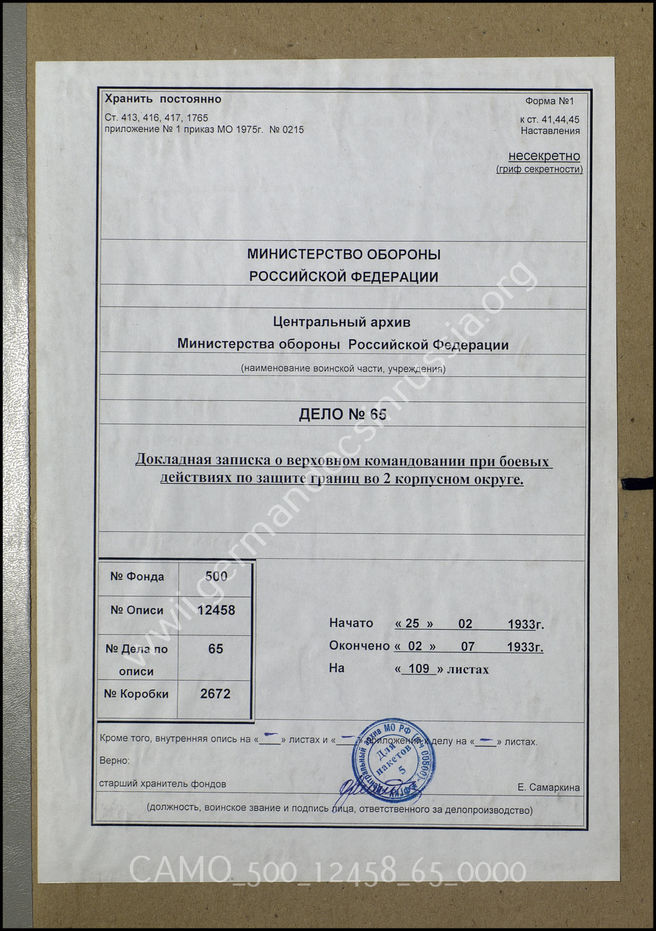 Хранить постоянно
Форма №1
Ст. 413, 416, 417, 1765
приложение № 1 приказ МО 1975г. № 0215
к ст. 41,44,45
Наставления
несекретно
(гриф секретности)
МИНИСТЕРСТВО ОБОРОНЫ
РОССИЙСКОЙ ФЕДЕРАЦИИ
Центральный архив
Министерства обороны Российской Федерации
(наименование воинской части, учреждения)
ДЕЛО № 65
Докладная записка о верховном командовании при боевых
действиях по защите границ во 2 корпусном округе.
№ Фонда 500
№ Описи 12458
№ Дела по описи 65
№ Коробки 2672
Начато « 25 » 02 1933г.
Окончено « 02 » 07 1933г.
На « 109 » листах
Кроме того, внутренняя опись на « — » листах и « — » приложение к делу на « — » листах.
Верно:
старший хранитель фондов
Е. Самаркина
(должность, воинское звание и подпись лица, ответственного за делопроизводство)
Для
пакетов
5
www.germandocsinrussia.org
CAMO_500_12458_65_0000